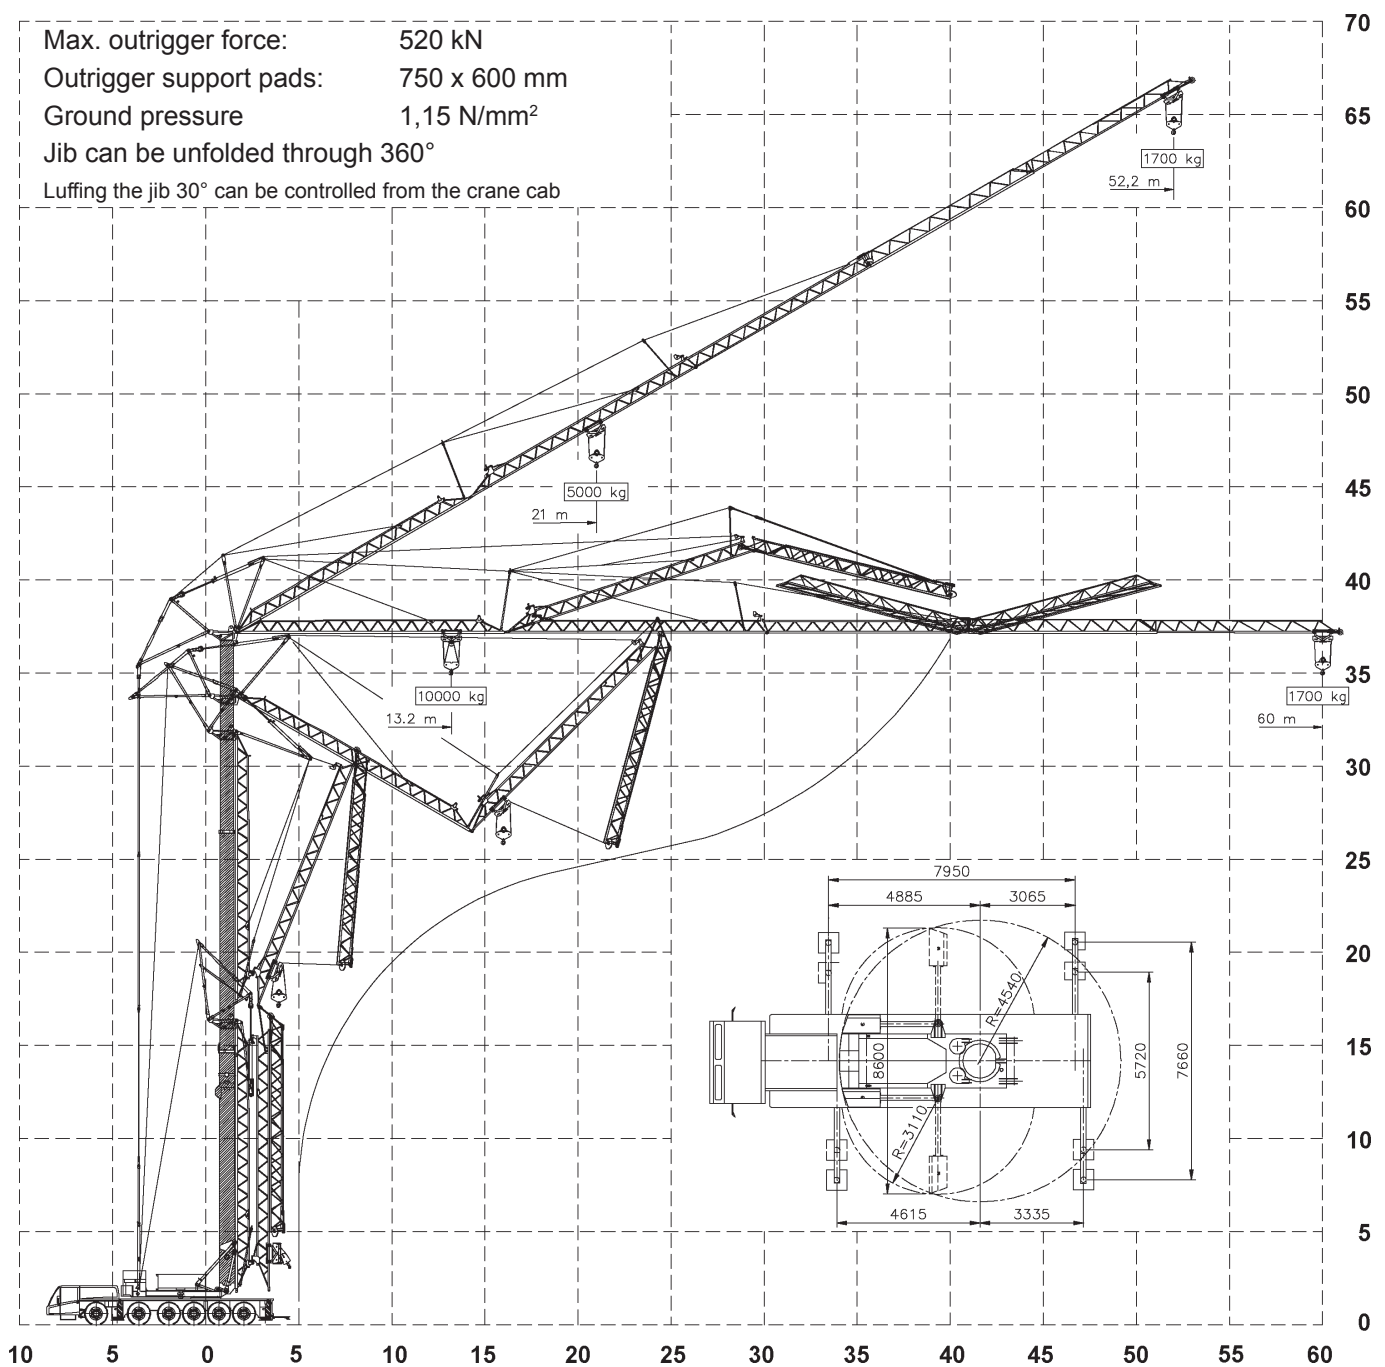 Max. outrigger force: 520 kN
Outrigger support pads: 750 x 600 mm
Ground pressure 1,15 N/mm²
Jib can be unfolded through 360°
Luffing the jib 30° can be controlled from the crane cab
70
65
1700 kg
52,2 m
60
55
50
5000 kg
21 m
45
40
35
10000 kg
13.2 m
1700 kg
60 m
30
25
7950
4885 3065
20
R=4540
8600
5720
7660
15
R=3110
10
4615 3335
5
0
10 5 0 5 10 15 20 25 30 35 40 45 50 55 60